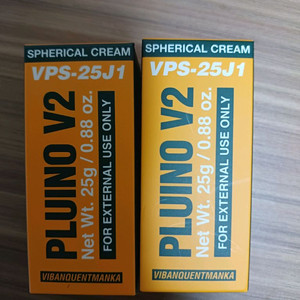 SPHERICAL CREAM
VPS-25J1
PLUINO V2
Net Wt. 25g / 0.88 oz.
FOR EXTERNAL USE ONLY
VIBANQUENTMANKA
SPHERICAL CREAM
VPS-25J1
PLUINO V2
Net Wt. 25g / 0.88 oz.
FOR EXTERNAL USE ONLY
VIBANQUENTMANKA